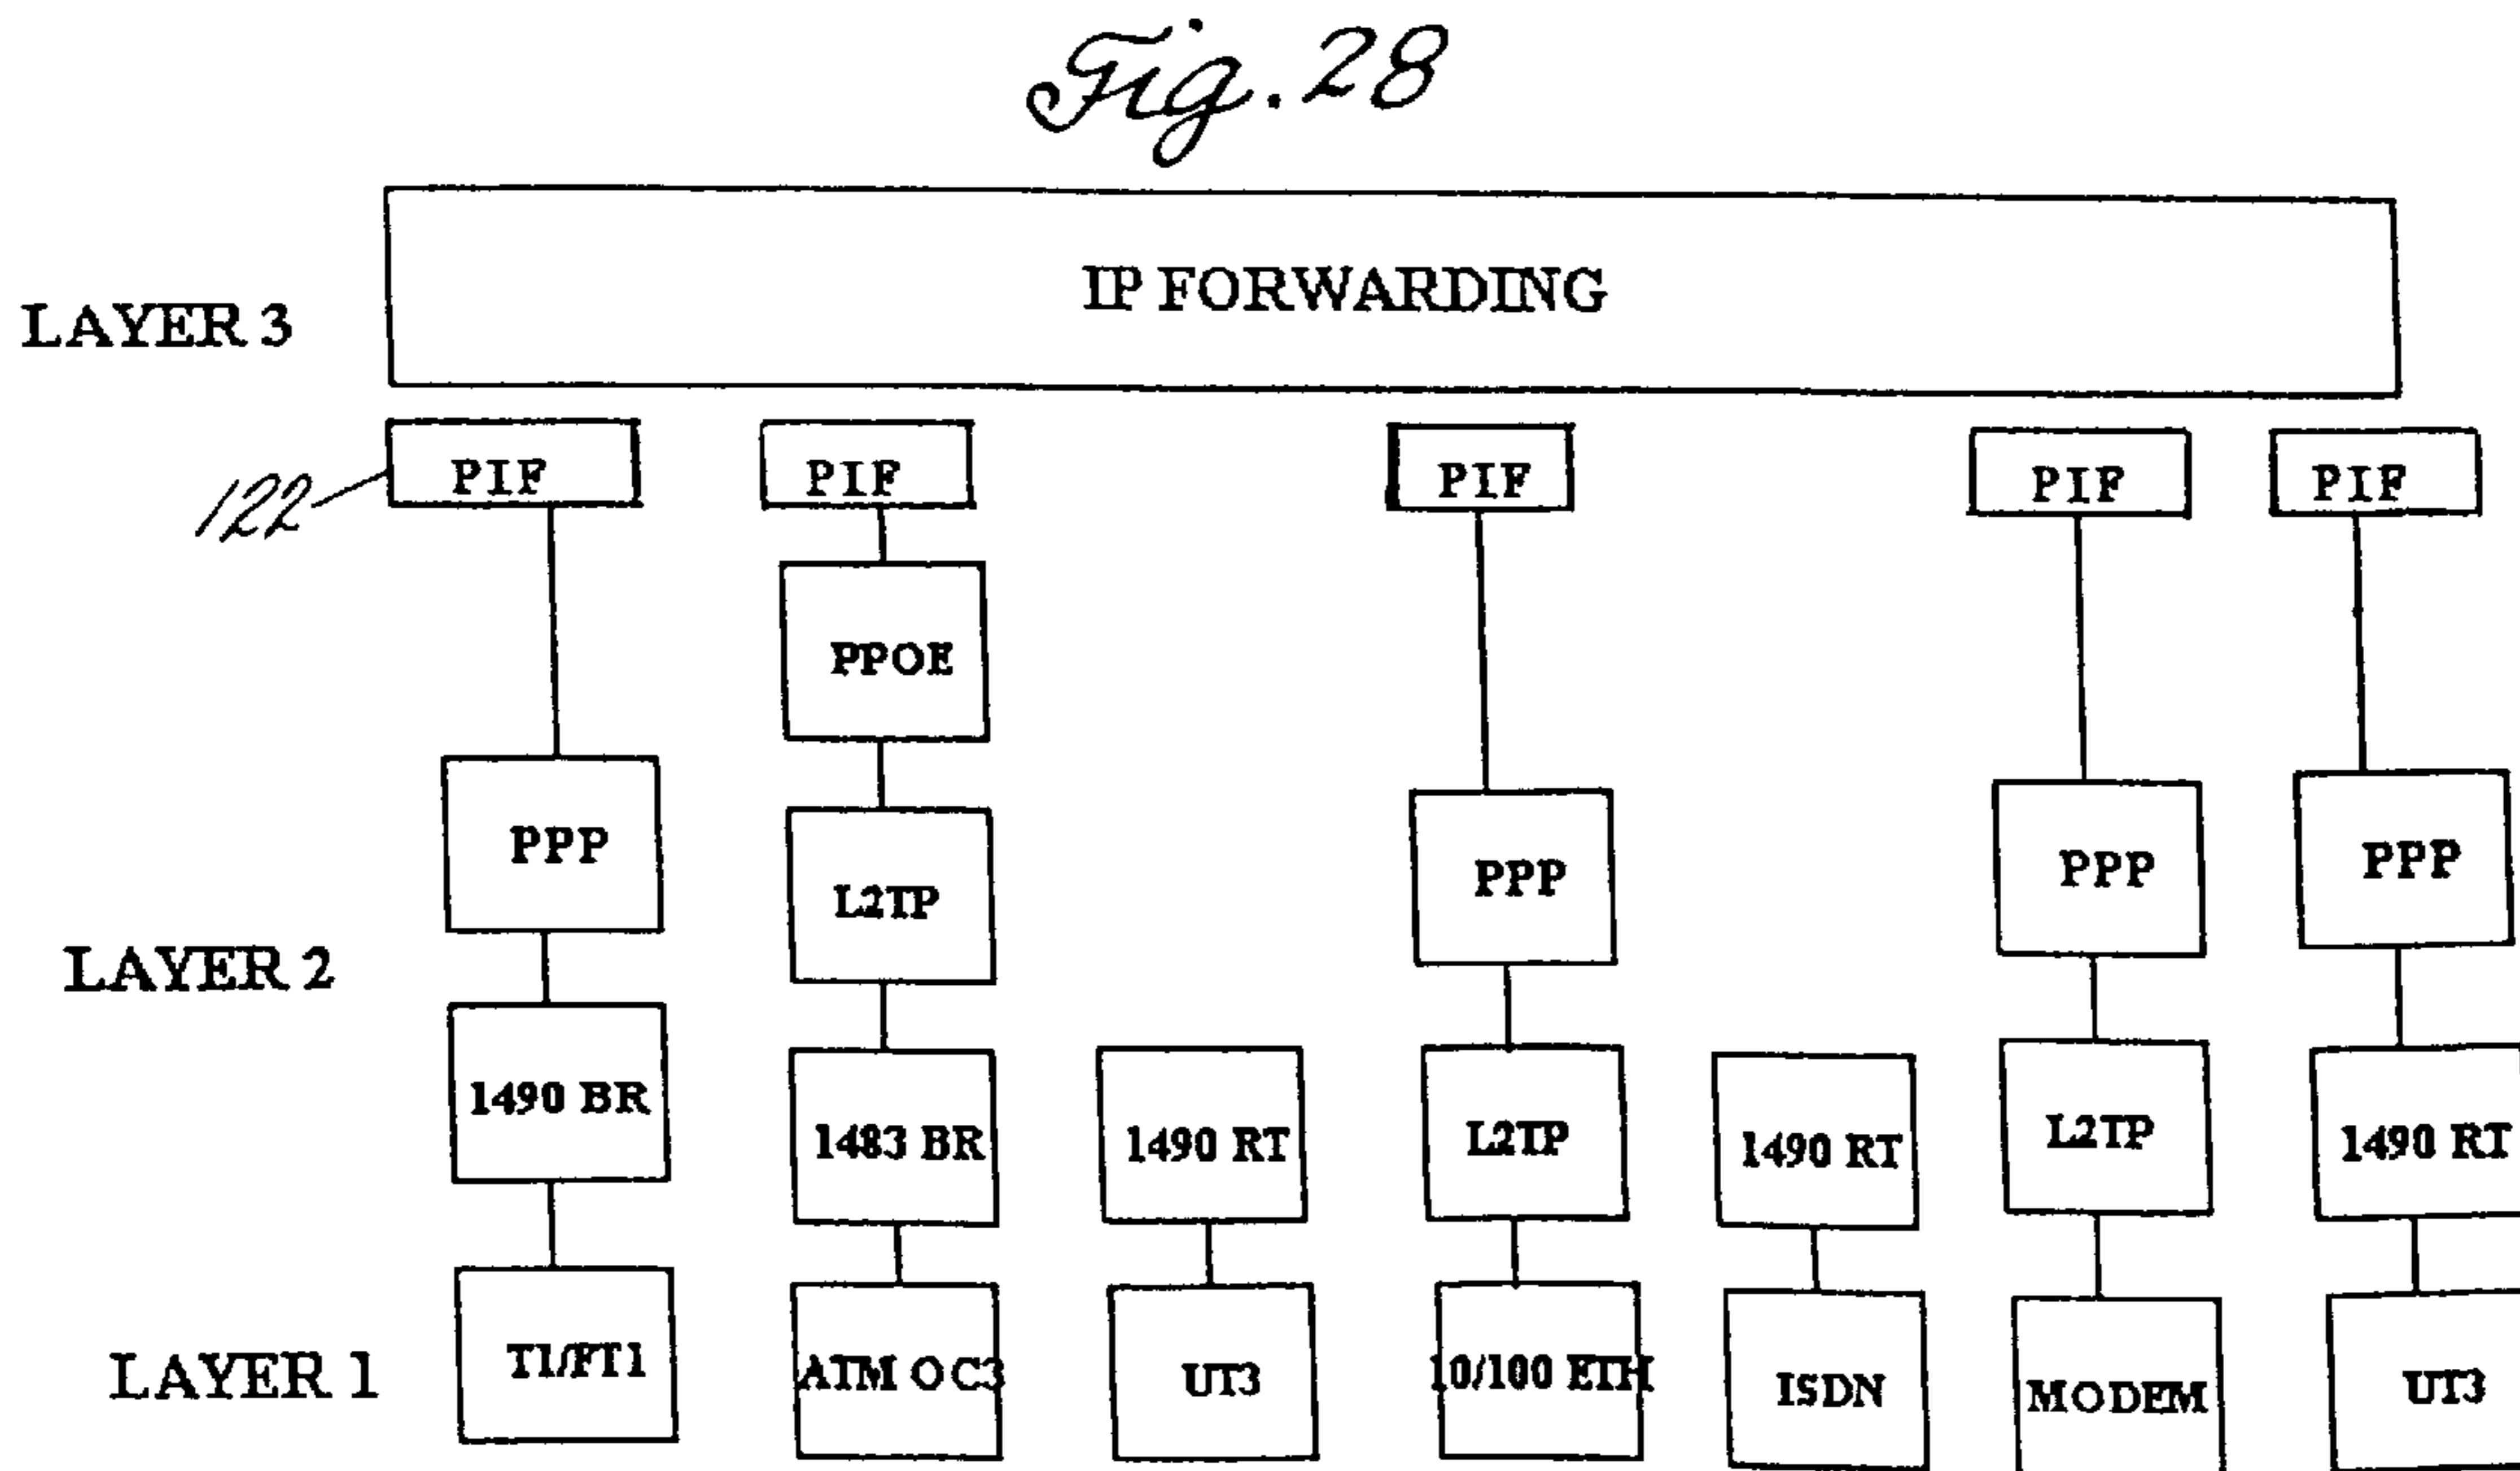 Fig. 28
IP FORWARDING
LAYER 3
PIF PIF PIF PIF PIF
122
PPOE
PPP L2TP PPP PPP PPP
LAYER 2
1490 BR 1483 BR 1490 RT L2TP 1490 RT L2TP 1490 RT
LAYER 1 T1/FT1 ATM OC3 UT3 10/100 ETH ISDN MODEM UT3